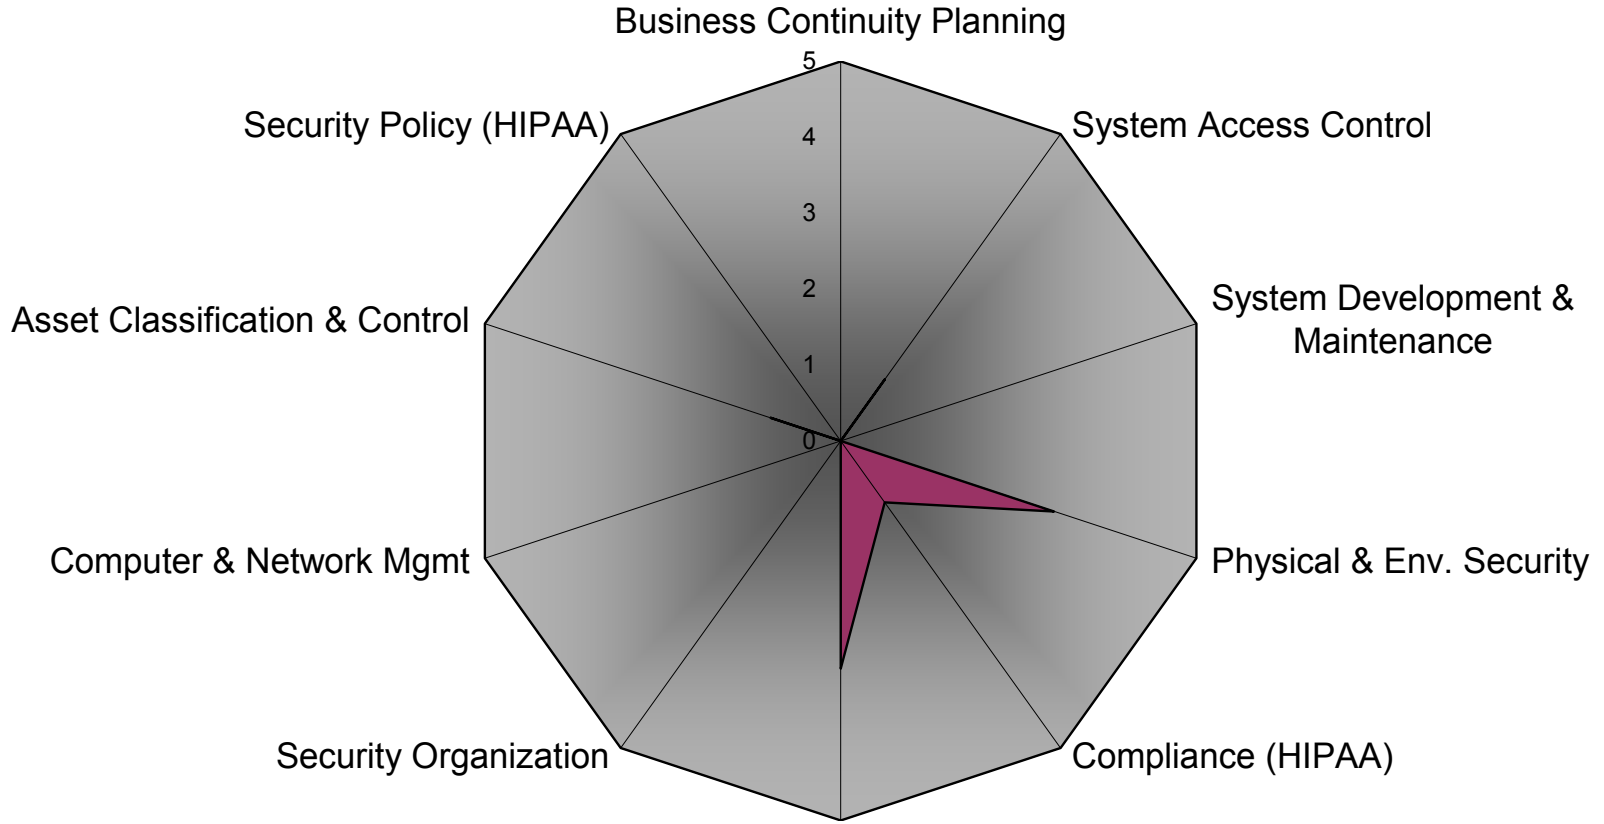 Business Continuity Planning
5
Security Policy (HIPAA)
System Access Control
4
3
2
System Development &
Maintenance
Asset Classification & Control
1
0
Computer & Network Mgmt
Physical & Env. Security
Security Organization
Compliance (HIPAA)